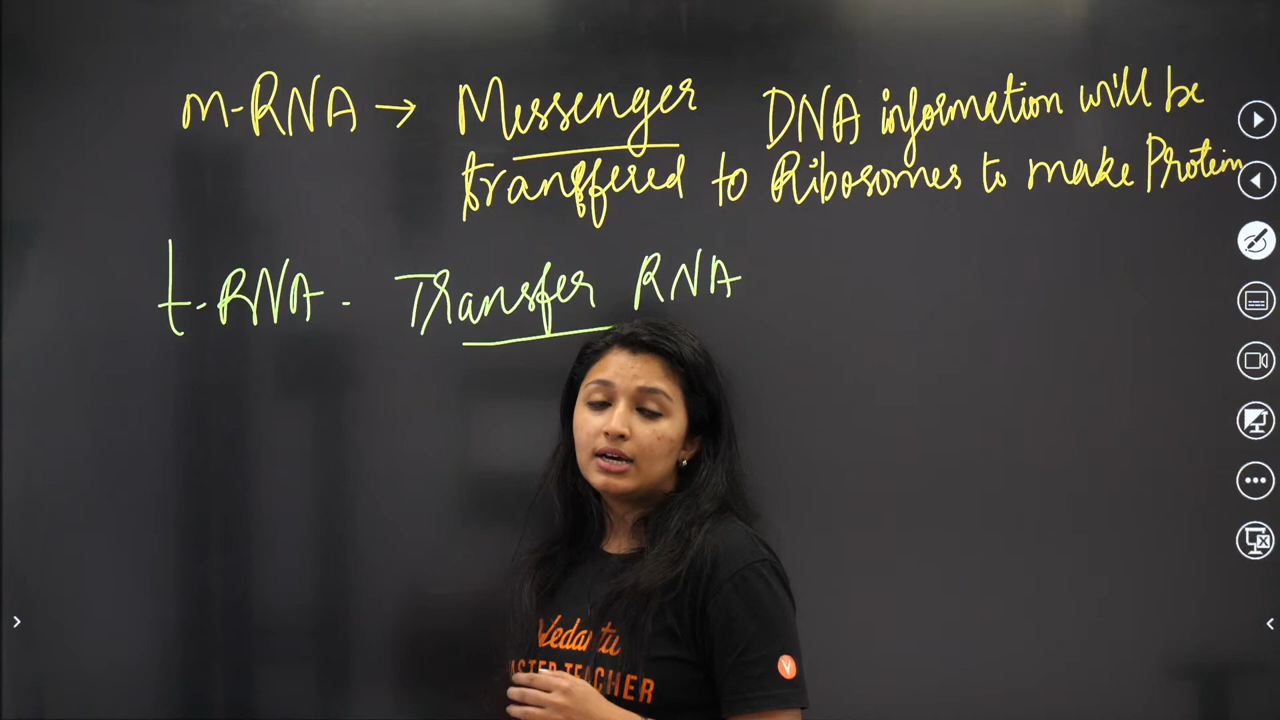 m-RNA → Messenger DNA information will be
transffered to Ribosomes to make Protein
t-RNA - Transfer RNA
Vedantu
MASTER TEACHER
V